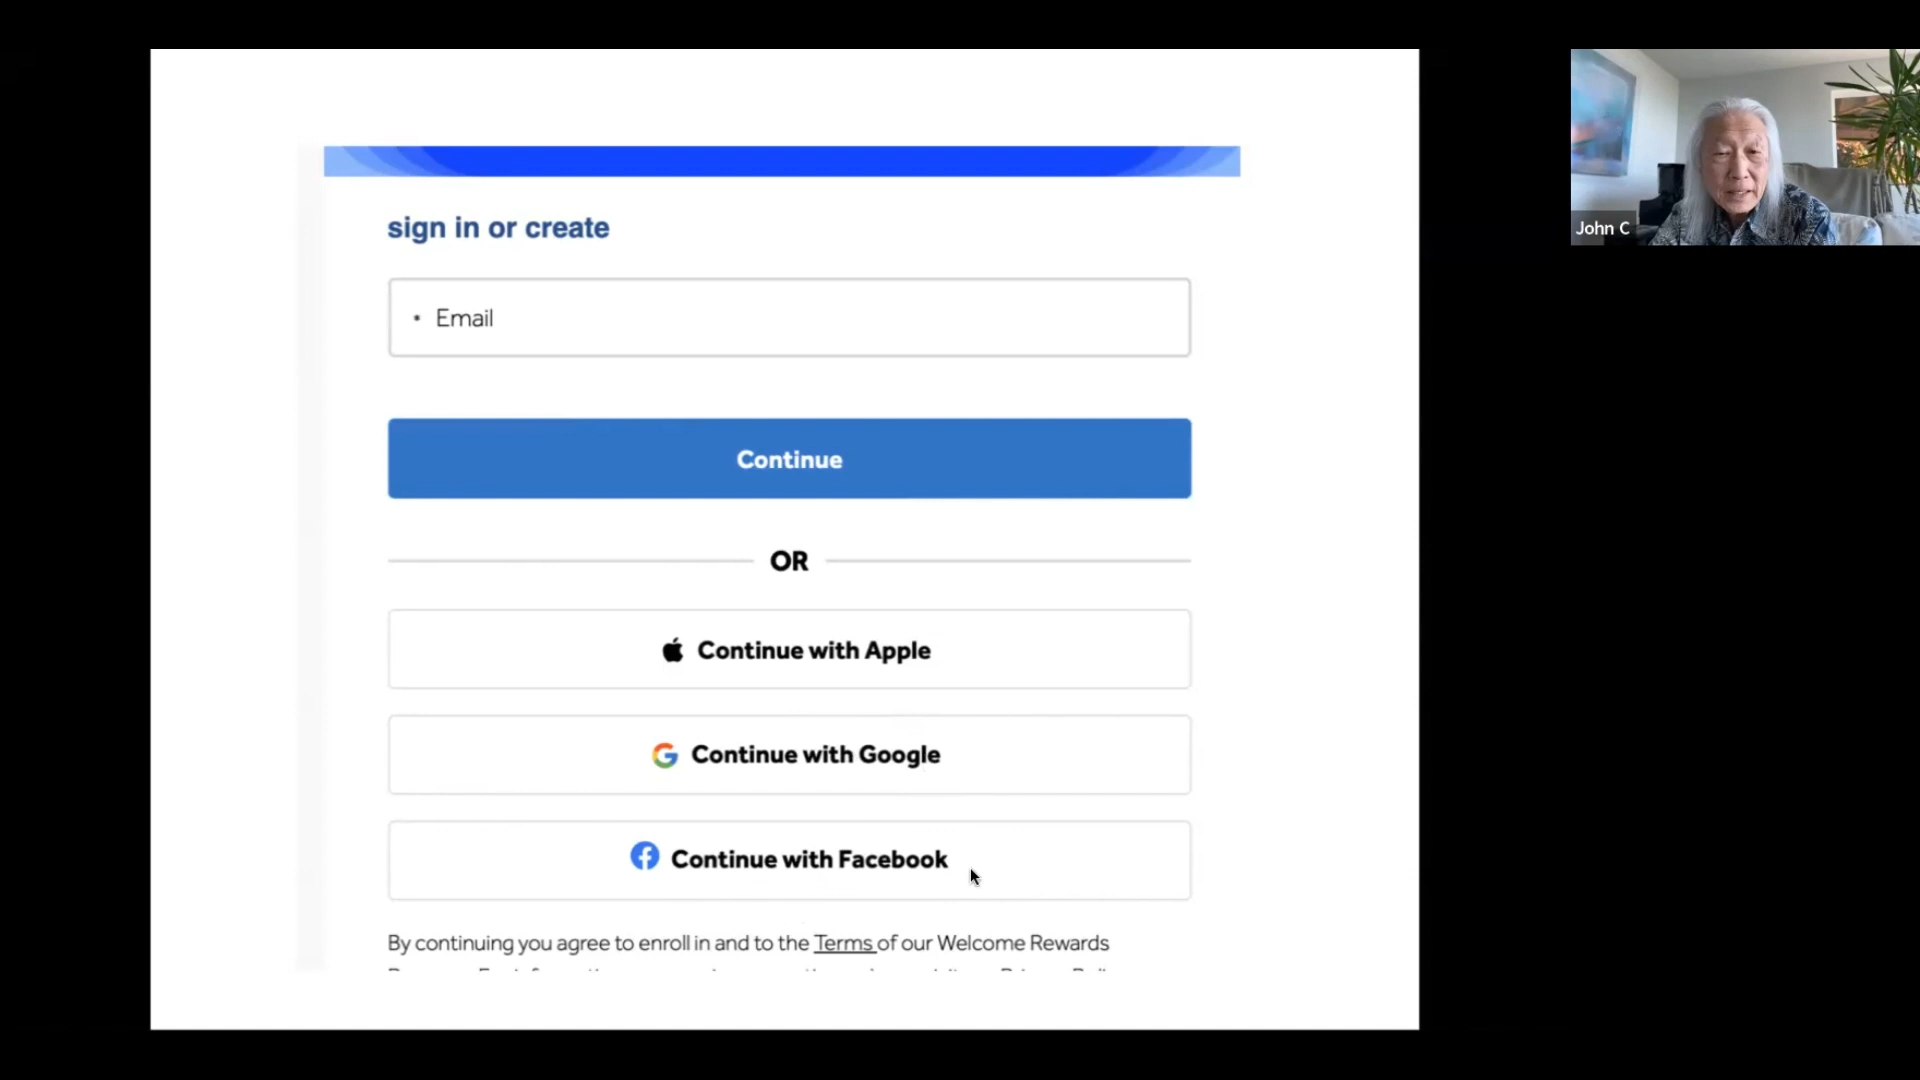 sign in or create
• Email
Continue
OR
Continue with Apple
Continue with Google
Continue with Facebook
By continuing you agree to enroll in and to the Terms of our Welcome Rewards
John C